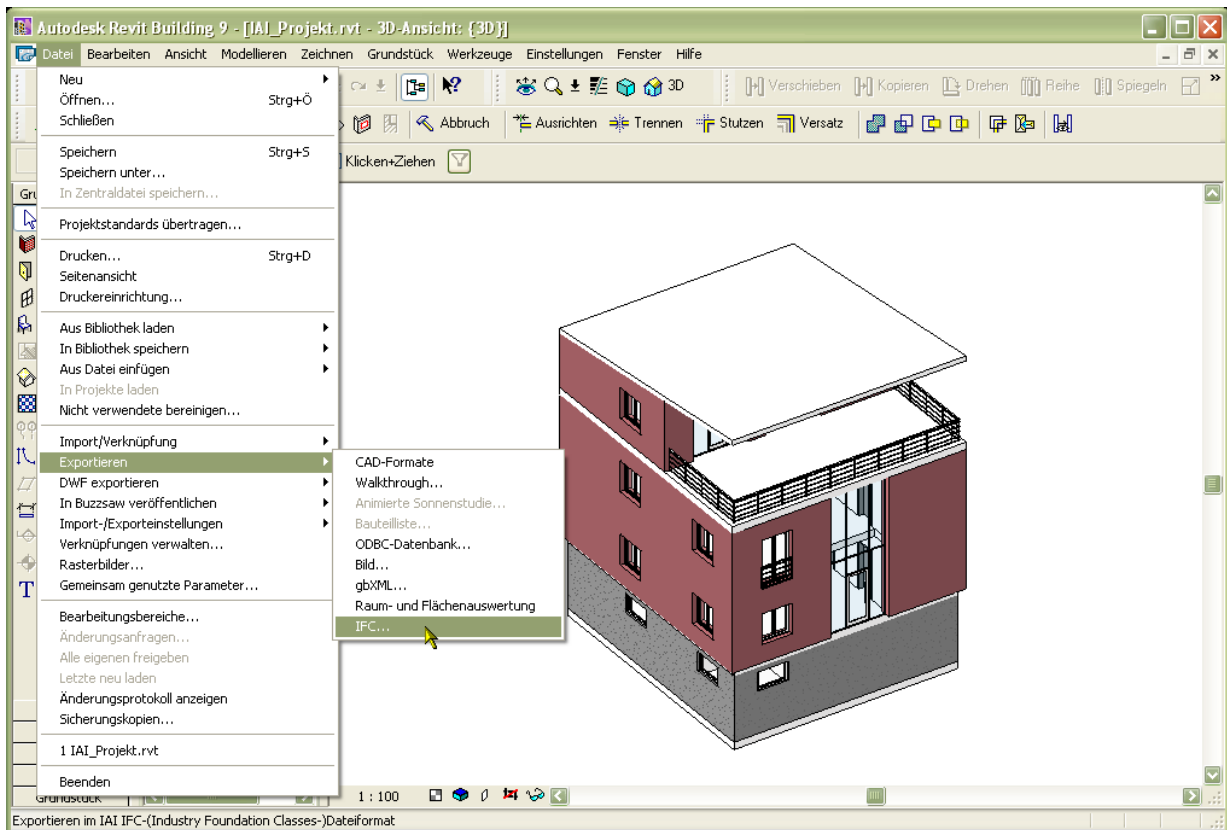 Autodesk Revit Building 9 - [IAI_Projekt.rvt - 3D-Ansicht: {3D}]
Datei Bearbeiten Ansicht Modellieren Zeichnen Grundstück Werkzeuge Einstellungen Fenster Hilfe
3D Verschieben Kopieren Drehen Reihe Spiegeln
Abbruch Ausrichten Trennen Stutzen Versatz
Klicken+Ziehen
Neu
Öffnen... Strg+Ö
Schließen
Speichern Strg+S
Speichern unter...
In Zentraldatei speichern...
Projektstandards übertragen...
Drucken... Strg+D
Seitenansicht
Druckereinrichtung...
Aus Bibliothek laden
In Bibliothek speichern
Aus Datei einfügen
In Projekte laden
Nicht verwendete bereinigen...
Import/Verknüpfung
Exportieren
DWF exportieren
In Buzzsaw veröffentlichen
Import-/Exporteinstellungen
Verknüpfungen verwalten...
Rasterbilder...
Gemeinsam genutzte Parameter...
Bearbeitungsbereiche...
Änderungsanfragen...
Alle eigenen freigeben
Letzte neu laden
Änderungsprotokoll anzeigen
Sicherungskopien...
1 IAI_Projekt.rvt
Beenden
CAD-Formate
Walkthrough...
Animierte Sonnenstudie...
Bauteilliste...
ODBC-Datenbank...
Bild...
gbXML...
Raum- und Flächenauswertung
IFC...
Gru
T
Grundstück
1 : 100
Exportieren im IAI IFC-(Industry Foundation Classes-)Dateiformat